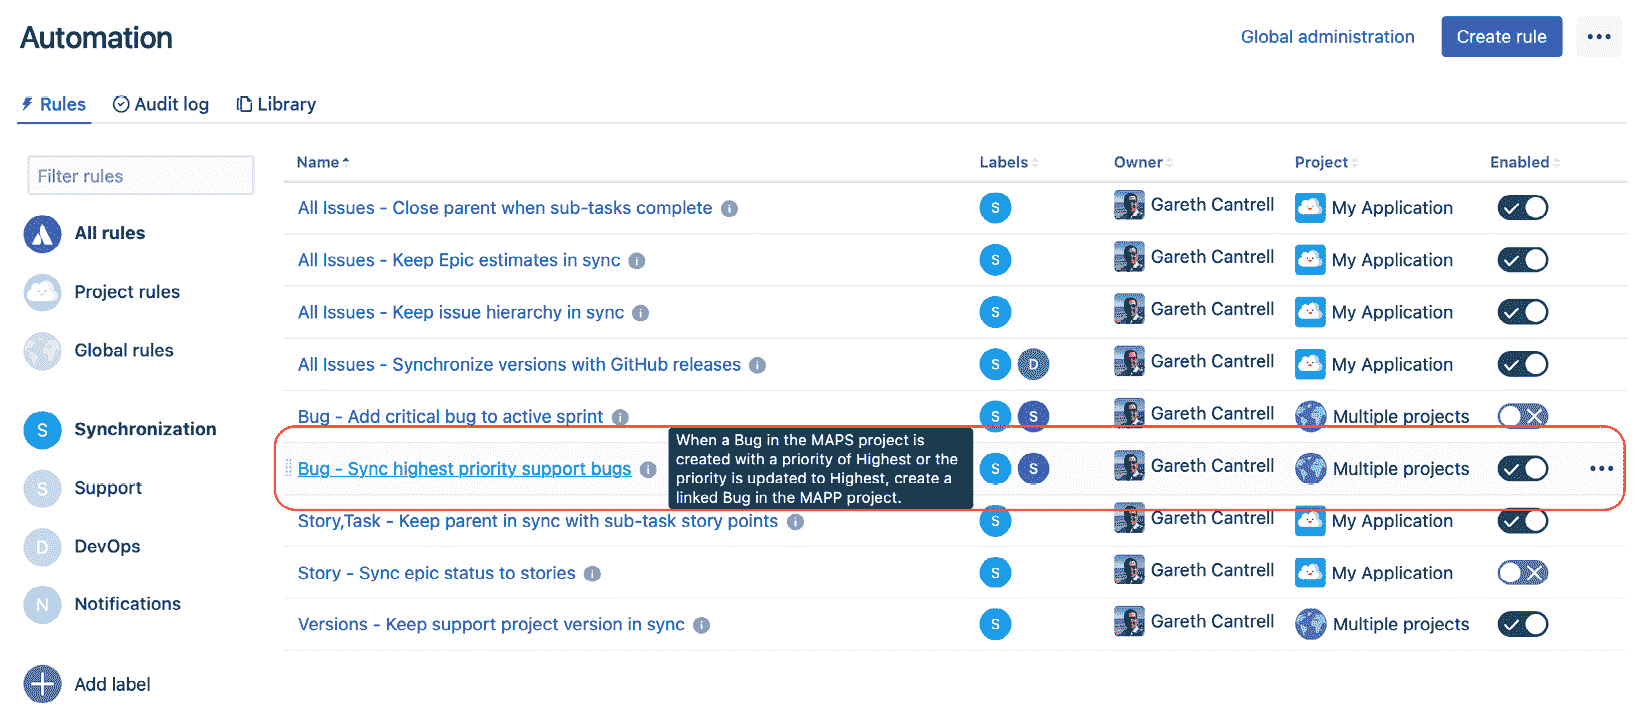 Automation
Global administration
Create rule
Rules
Audit log
Library
Filter rules
All rules
Project rules
Global rules
S Synchronization
S Support
D DevOps
N Notifications
Add label
Name Labels Owner Project Enabled
All Issues - Close parent when sub-tasks complete S Gareth Cantrell My Application
All Issues - Keep Epic estimates in sync S Gareth Cantrell My Application
All Issues - Keep issue hierarchy in sync S Gareth Cantrell My Application
All Issues - Synchronize versions with GitHub releases S D Gareth Cantrell My Application
Bug - Add critical bug to active sprint S S Gareth Cantrell Multiple projects
Bug - Sync highest priority support bugs S S Gareth Cantrell Multiple projects
When a Bug in the MAPS project is
created with a priority of Highest or the
priority is updated to Highest, create a
linked Bug in the MAPP project.
Story,Task - Keep parent in sync with sub-task story points S Gareth Cantrell My Application
Story - Sync epic status to stories S Gareth Cantrell My Application
Versions - Keep support project version in sync S Gareth Cantrell Multiple projects